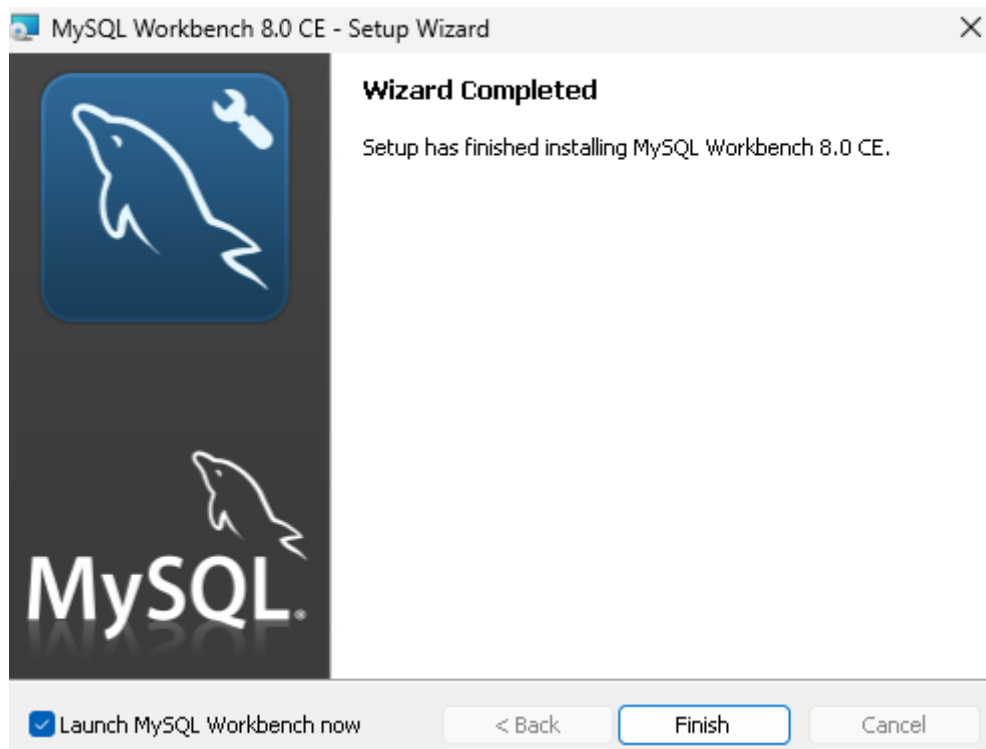 MySQL Workbench 8.0 CE - Setup Wizard
Wizard Completed
Setup has finished installing MySQL Workbench 8.0 CE.
MySQL®
Launch MySQL Workbench now
< Back
Finish
Cancel